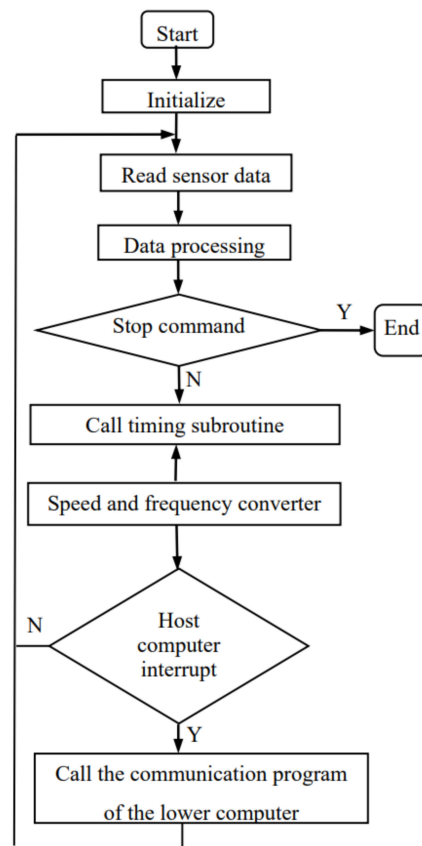 Start
Initialize
Read sensor data
Data processing
Stop command
Y
End
N
Call timing subroutine
Speed and frequency converter
N
Host
computer
interrupt
Y
Call the communication program
of the lower computer